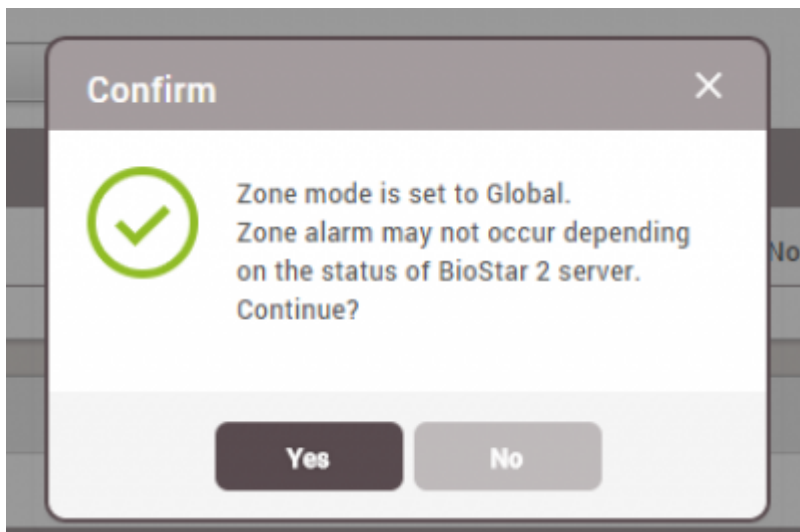 Confirm
Zone mode is set to Global.
Zone alarm may not occur depending
on the status of BioStar 2 server.
Continue?
No
Yes
No